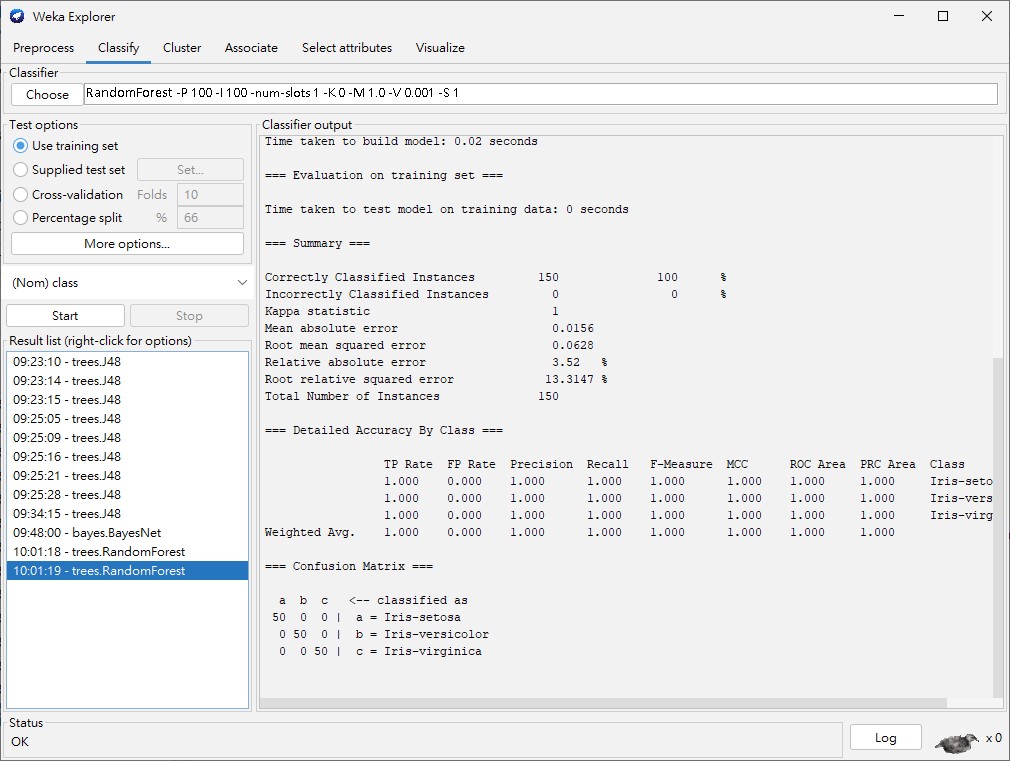 Weka Explorer
Preprocess Classify Cluster Associate Select attributes Visualize
Classifier
Choose RandomForest -P 100 -I 100 -num-slots 1 -K 0 -M 1.0 -V 0.001 -S 1
Test options
Use training set
Supplied test set Set...
Cross-validation Folds 10
Percentage split % 66
More options...
(Nom) class
Start Stop
Result list (right-click for options)
09:23:10 - trees.J48
09:23:14 - trees.J48
09:23:15 - trees.J48
09:25:05 - trees.J48
09:25:09 - trees.J48
09:25:16 - trees.J48
09:25:21 - trees.J48
09:25:28 - trees.J48
09:34:15 - trees.J48
09:48:00 - bayes.BayesNet
10:01:18 - trees.RandomForest
10:01:19 - trees.RandomForest
Classifier output
Time taken to build model: 0.02 seconds
=== Evaluation on training set ===
Time taken to test model on training data: 0 seconds
=== Summary ===
Correctly Classified Instances 150 100 %
Incorrectly Classified Instances 0 0 %
Kappa statistic 1
Mean absolute error 0.0156
Root mean squared error 0.0628
Relative absolute error 3.52 %
Root relative squared error 13.3147 %
Total Number of Instances 150
=== Detailed Accuracy By Class ===
TP Rate FP Rate Precision Recall F-Measure MCC ROC Area PRC Area Class
1.000 0.000 1.000 1.000 1.000 1.000 1.000 1.000 Iris-seto
1.000 0.000 1.000 1.000 1.000 1.000 1.000 1.000 Iris-vers
1.000 0.000 1.000 1.000 1.000 1.000 1.000 1.000 Iris-virg
Weighted Avg. 1.000 0.000 1.000 1.000 1.000 1.000 1.000 1.000
=== Confusion Matrix ===
a b c <-- classified as
50 0 0 | a = Iris-setosa
0 50 0 | b = Iris-versicolor
0 0 50 | c = Iris-virginica
Status
OK
Log x 0